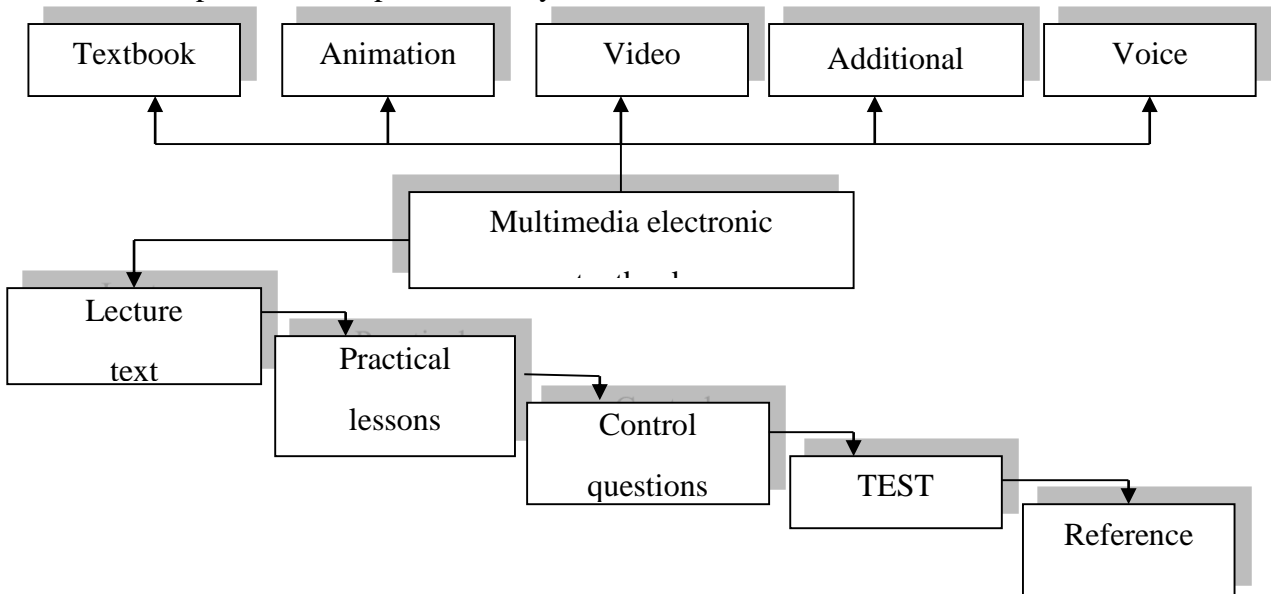 Textbook
Animation
Video
Additional
Voice
Multimedia electronic
Lecture
text
Practical
lessons
Control
questions
TEST
Reference